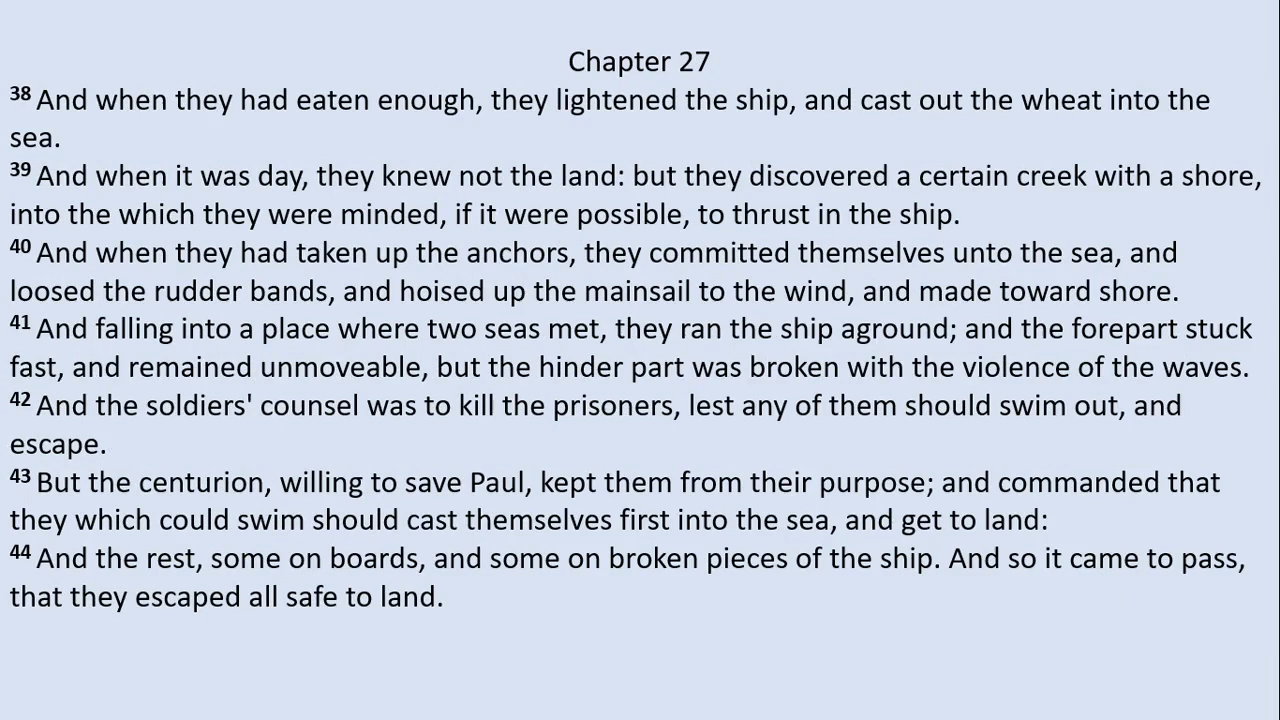 Chapter 27
38 And when they had eaten enough, they lightened the ship, and cast out the wheat into the
sea.
39 And when it was day, they knew not the land: but they discovered a certain creek with a shore,
into the which they were minded, if it were possible, to thrust in the ship.
40 And when they had taken up the anchors, they committed themselves unto the sea, and
loosed the rudder bands, and hoised up the mainsail to the wind, and made toward shore.
41 And falling into a place where two seas met, they ran the ship aground; and the forepart stuck
fast, and remained unmoveable, but the hinder part was broken with the violence of the waves.
42 And the soldiers' counsel was to kill the prisoners, lest any of them should swim out, and
escape.
43 But the centurion, willing to save Paul, kept them from their purpose; and commanded that
they which could swim should cast themselves first into the sea, and get to land:
44 And the rest, some on boards, and some on broken pieces of the ship. And so it came to pass,
that they escaped all safe to land.